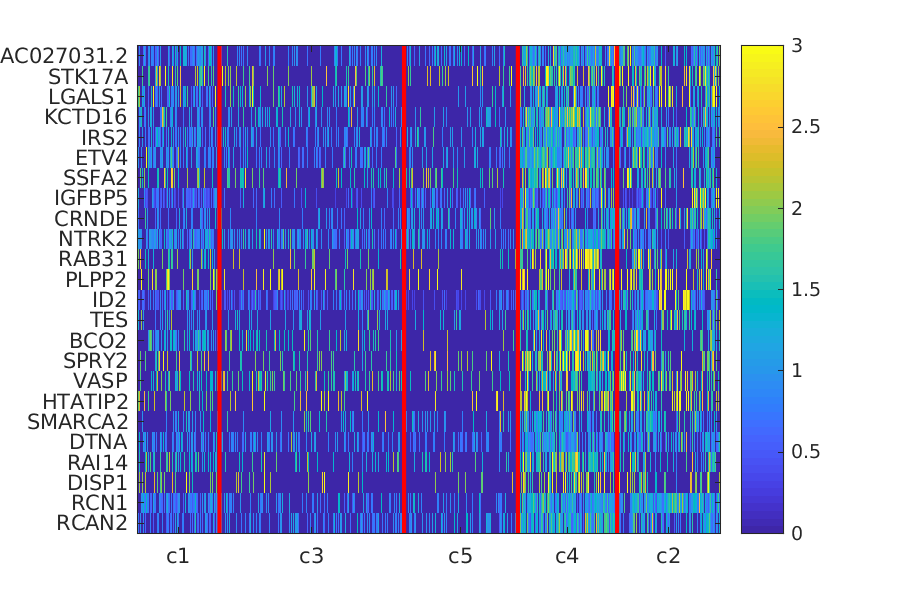 AC027031.2
STK17A
LGALS1
KCTD16
IRS2
ETV4
SSFA2
IGFBP5
CRNDE
NTRK2
RAB31
PLPP2
ID2
TES
BCO2
SPRY2
VASP
HTATIP2
SMARCA2
DTNA
RAI14
DISP1
RCN1
RCAN2
c1 c3 c5 c4 c2
3
2.5
2
1.5
1
0.5
0